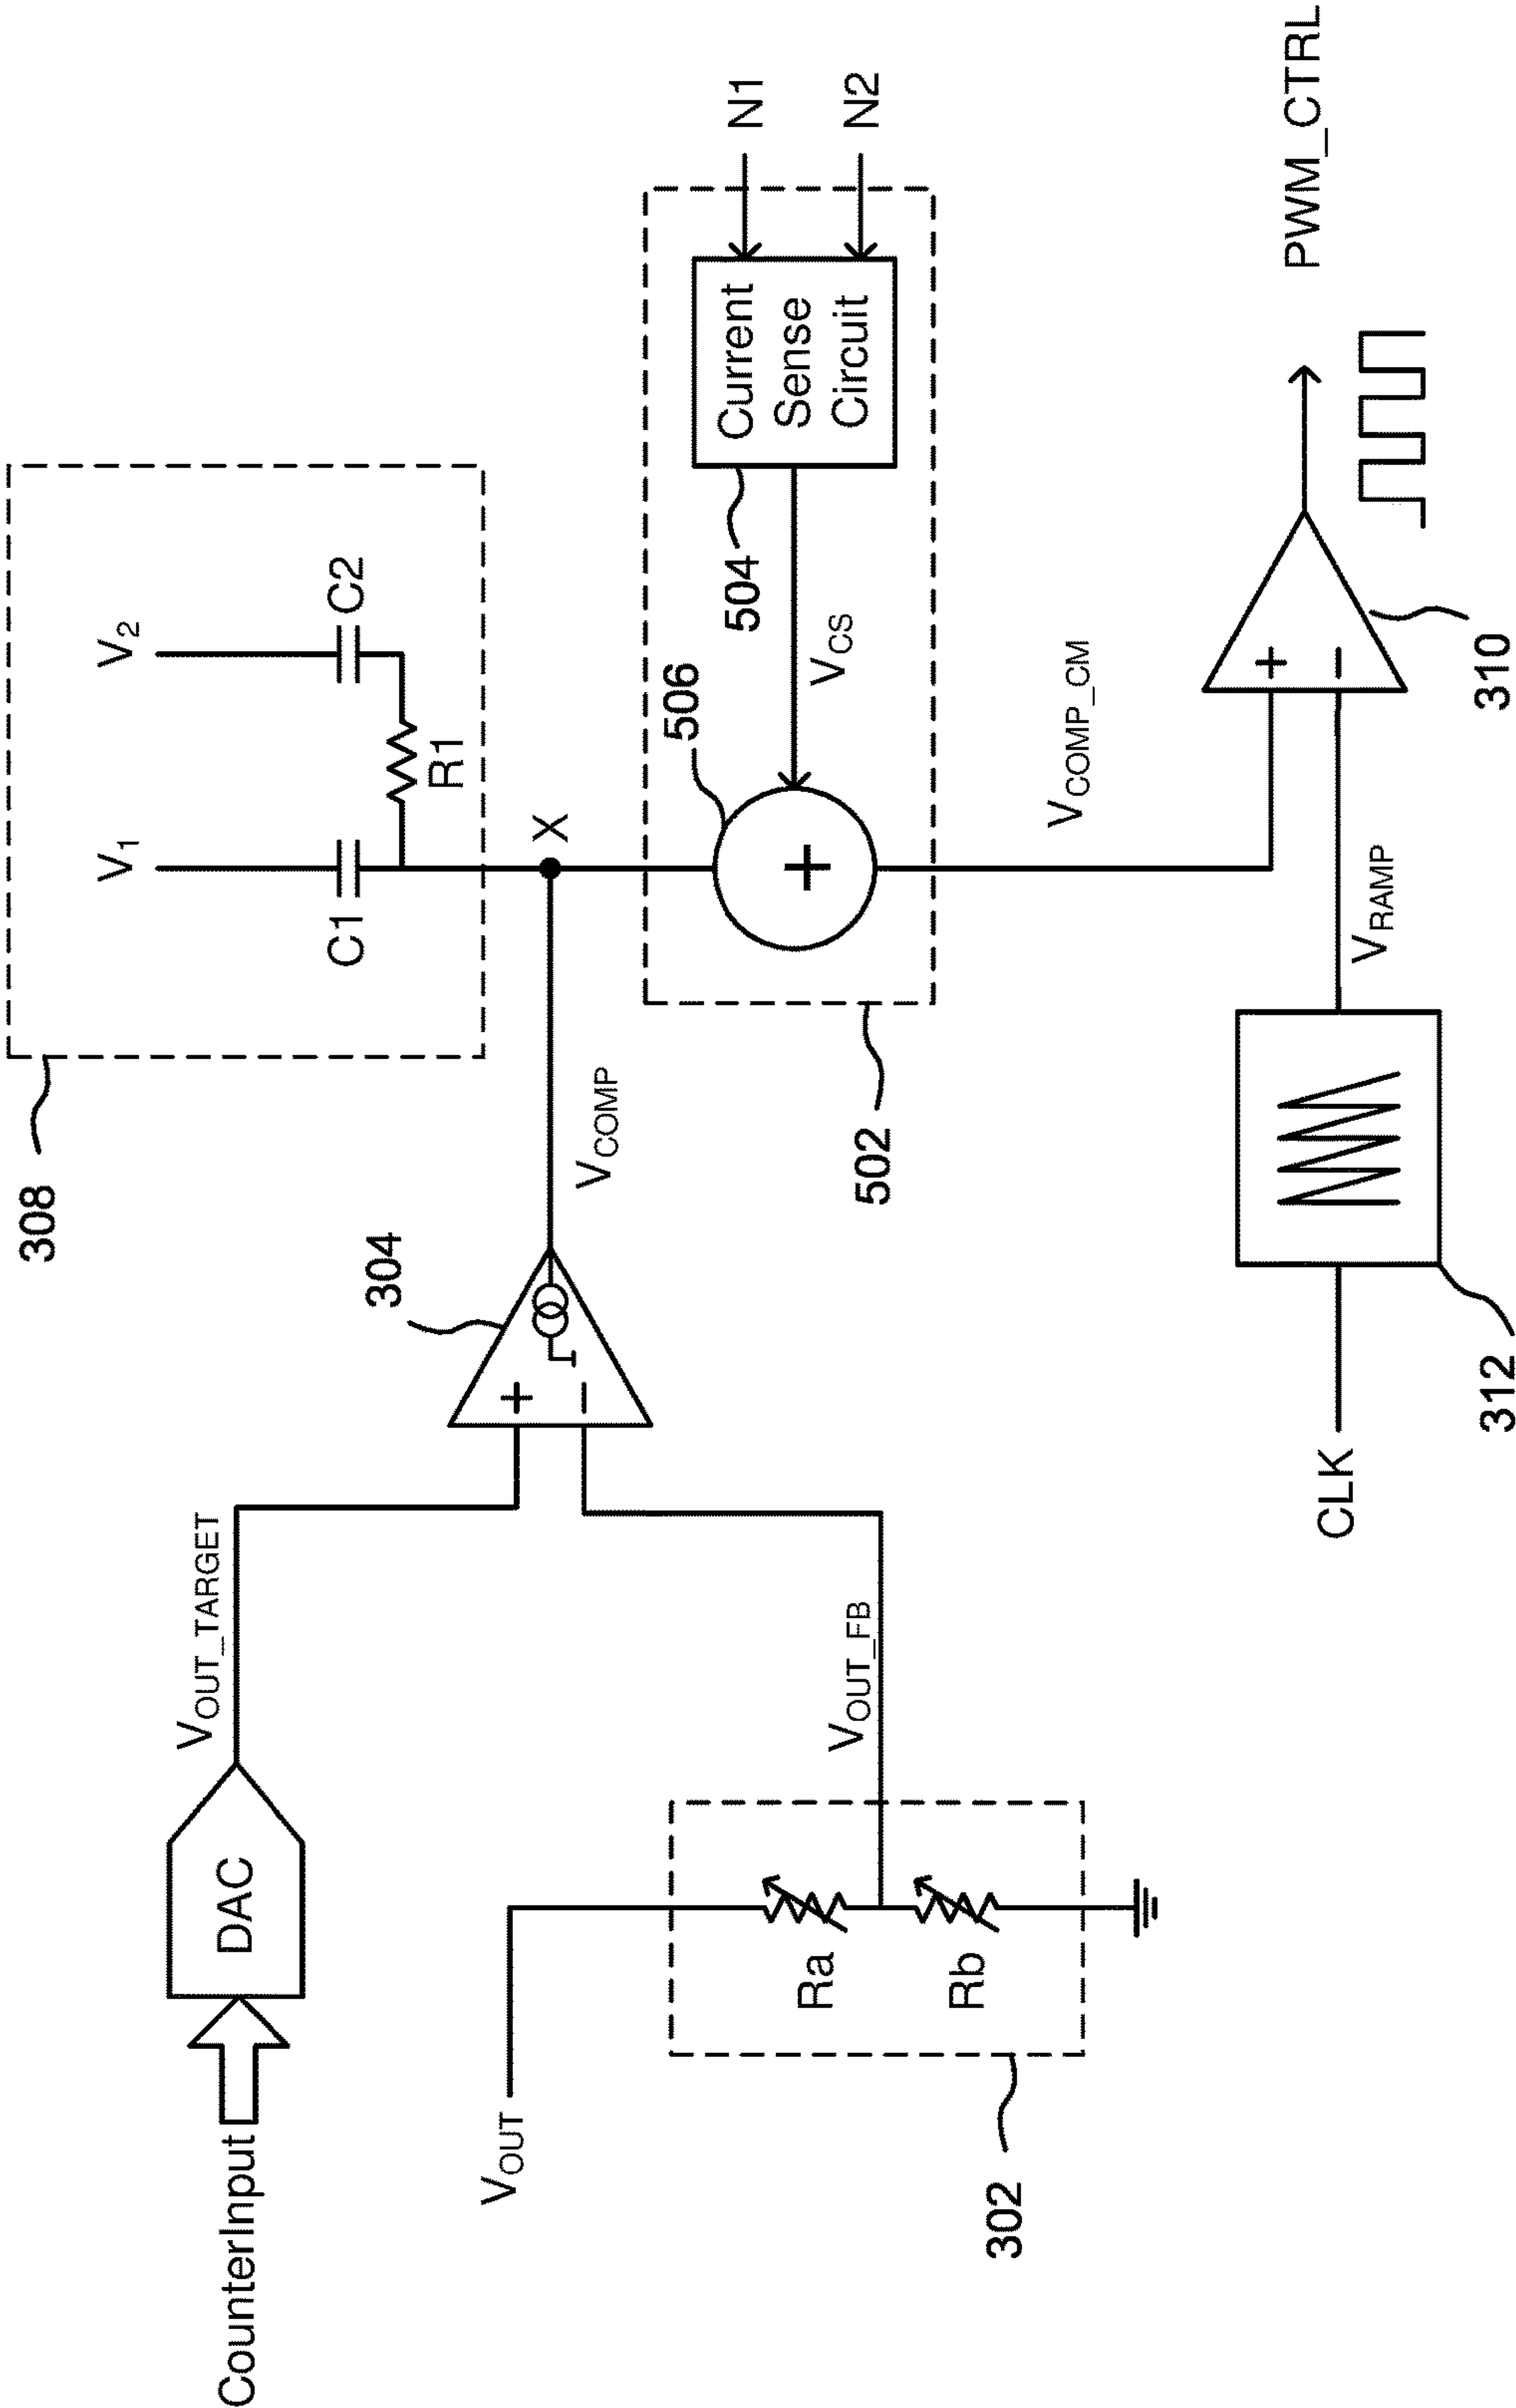 308
V1
V2
C1
C2
R1
X
CounterInput
DAC
VOUT_TARGET
304
+
−
VCOMP
506
+
VCS
504
Current
Sense
Circuit
N1
N2
502
VOUT
Ra
Rb
302
VOUT_FB
VCOMP_CM
CLK
312
VRAMP
+
−
310
PWM_CTRL